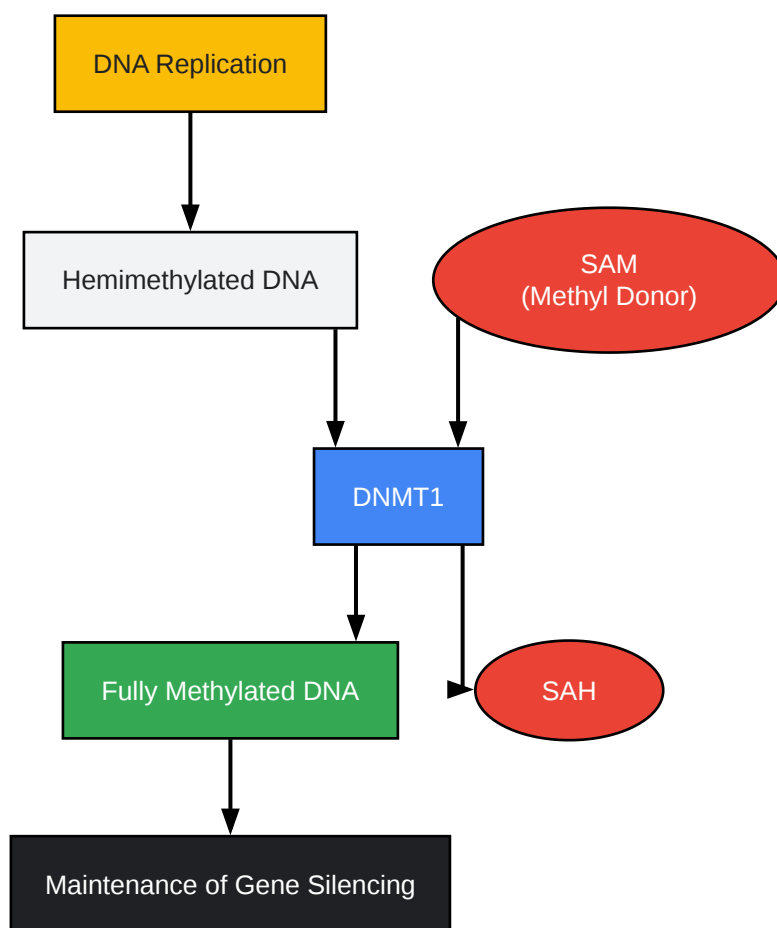 DNA Replication
Hemimethylated DNA
SAM
(Methyl Donor)
DNMT1
Fully Methylated DNA
SAH
Maintenance of Gene Silencing